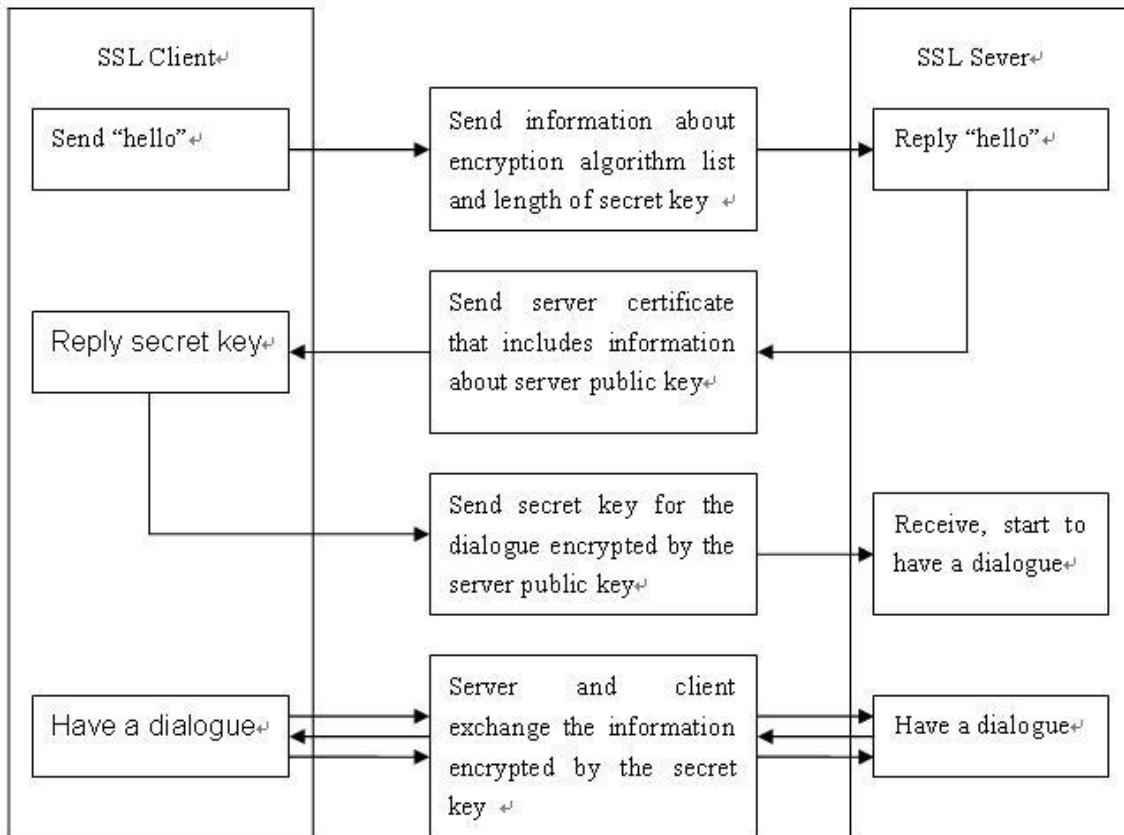 SSL Client↵
SSL Sever↵
Send “hello”↵
Send information about
encryption algorithm list
and length of secret key ↵
Reply “hello”↵
Send server certificate
that includes information
about server public key↵
Reply secret key↵
Send secret key for the
dialogue encrypted by the
server public key↵
Receive, start to
have a dialogue↵
Have a dialogue↵
Server and client
exchange the information
encrypted by the secret
key ↵
Have a dialogue↵